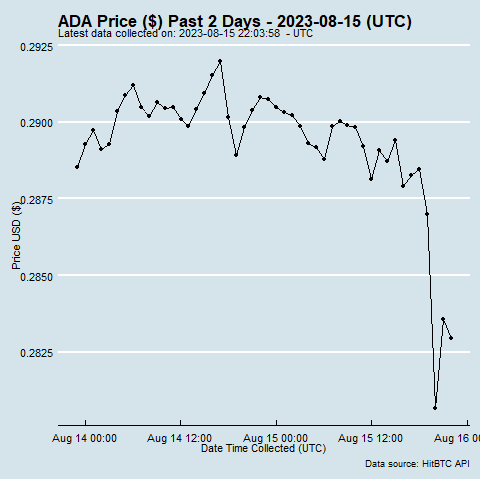 ADA Price ($) Past 2 Days - 2023-08-15 (UTC)
Latest data collected on: 2023-08-15 22:03:58 - UTC
0.2925
0.2900
0.2875
0.2850
0.2825
Price USD ($)
Aug 14 00:00 Aug 14 12:00 Aug 15 00:00 Aug 15 12:00 Aug 16 00
Date Time Collected (UTC)
Data source: HitBTC API